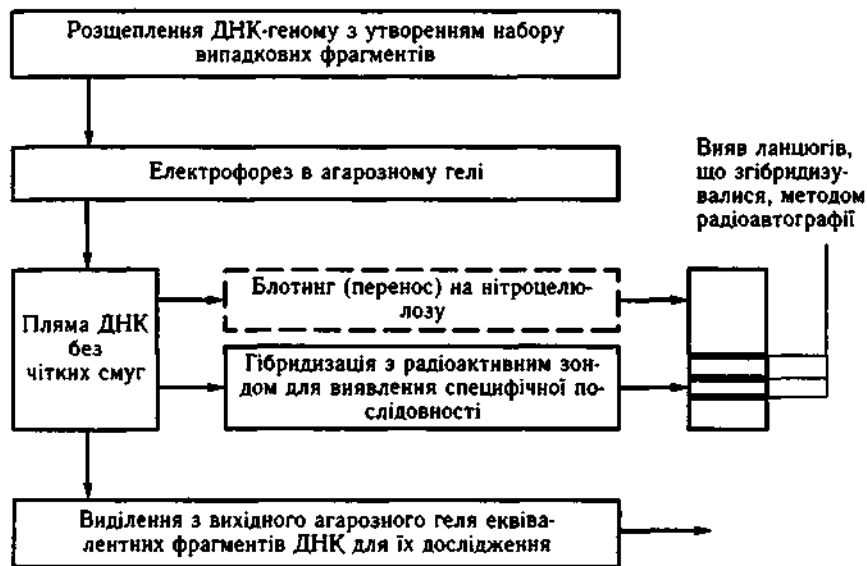 Розщеплення ДНК-геному з утворенням набору
випадкових фрагментів
Електрофорез в агарозному гелі
Вияв ланцюгів,
що згібридизу-
валися, методом
радіоавтографії
Пляма ДНК
без
чітких смуг
Блотинг (перенос) на нітроцелю-
лозу
Гібридизація з радіоактивним зон-
дом для виявлення специфічної по-
слідовності
Виділення з вихідного агарозного геля еквіва-
лентних фрагментів ДНК для їх дослідження